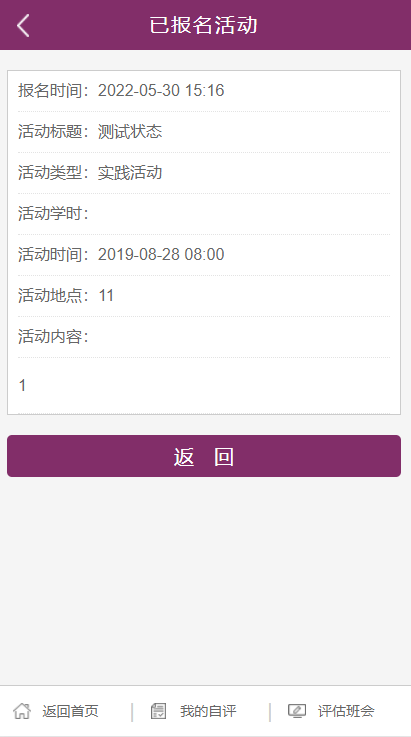 已报名活动
报名时间：2022-05-30 15:16
活动标题：测试状态
活动类型：实践活动
活动学时：
活动时间：2019-08-28 08:00
活动地点：11
活动内容：
1
返 回
返回首页 | 我的自评 | 评估班会